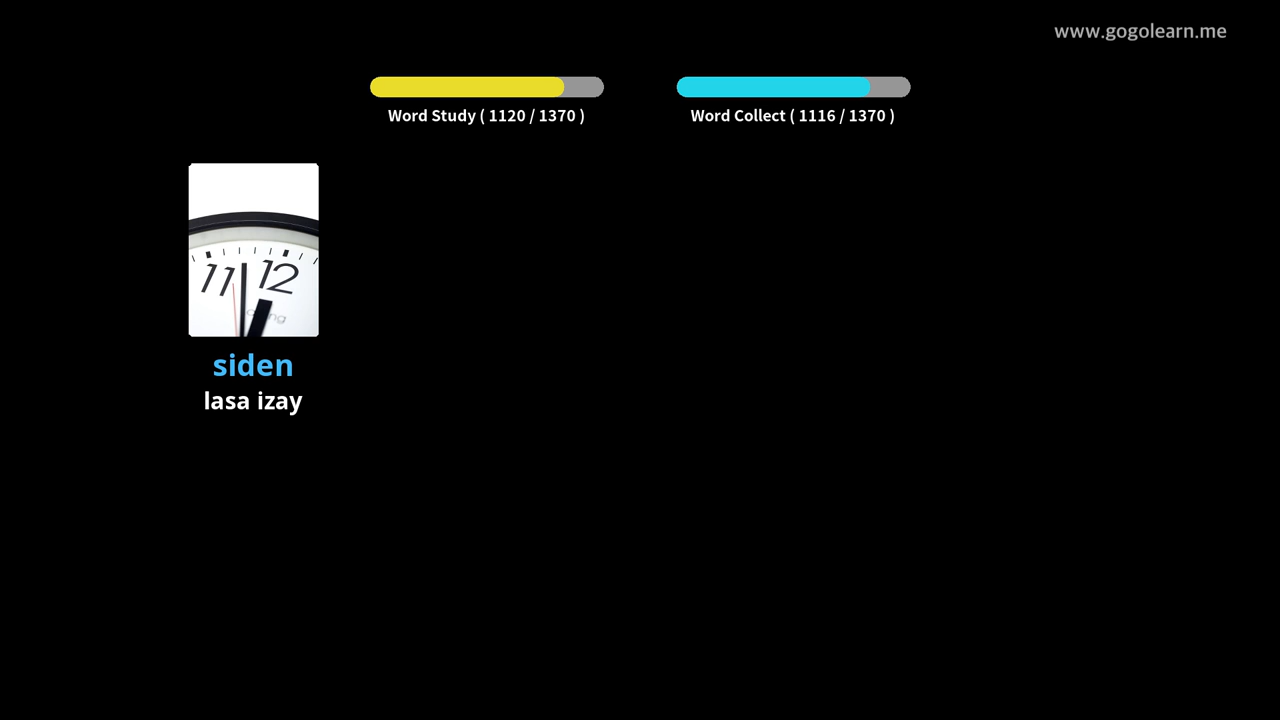 www.gogolearn.me
Word Study ( 1120 / 1370 )
Word Collect ( 1116 / 1370 )
11 12
siden
lasa izay